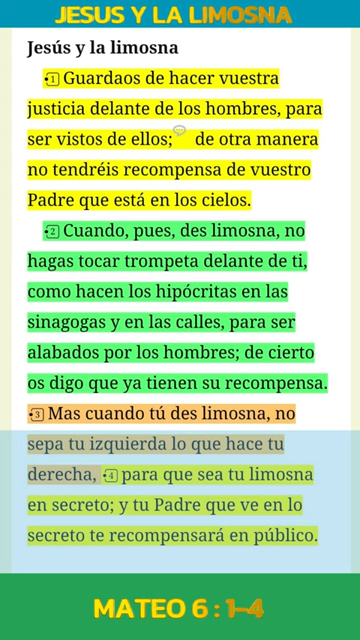 JESUS Y LA LIMOSNA
Jesús y la limosna
1 Guardaos de hacer vuestra
justicia delante de los hombres, para
ser vistos de ellos; de otra manera
no tendréis recompensa de vuestro
Padre que está en los cielos.
2 Cuando, pues, des limosna, no
hagas tocar trompeta delante de ti,
como hacen los hipócritas en las
sinagogas y en las calles, para ser
alabados por los hombres; de cierto
os digo que ya tienen su recompensa.
3 Mas cuando tú des limosna, no
sepa tu izquierda lo que hace tu
derecha, 4 para que sea tu limosna
en secreto; y tu Padre que ve en lo
secreto te recompensará en público.
MATEO 6 : 1-4